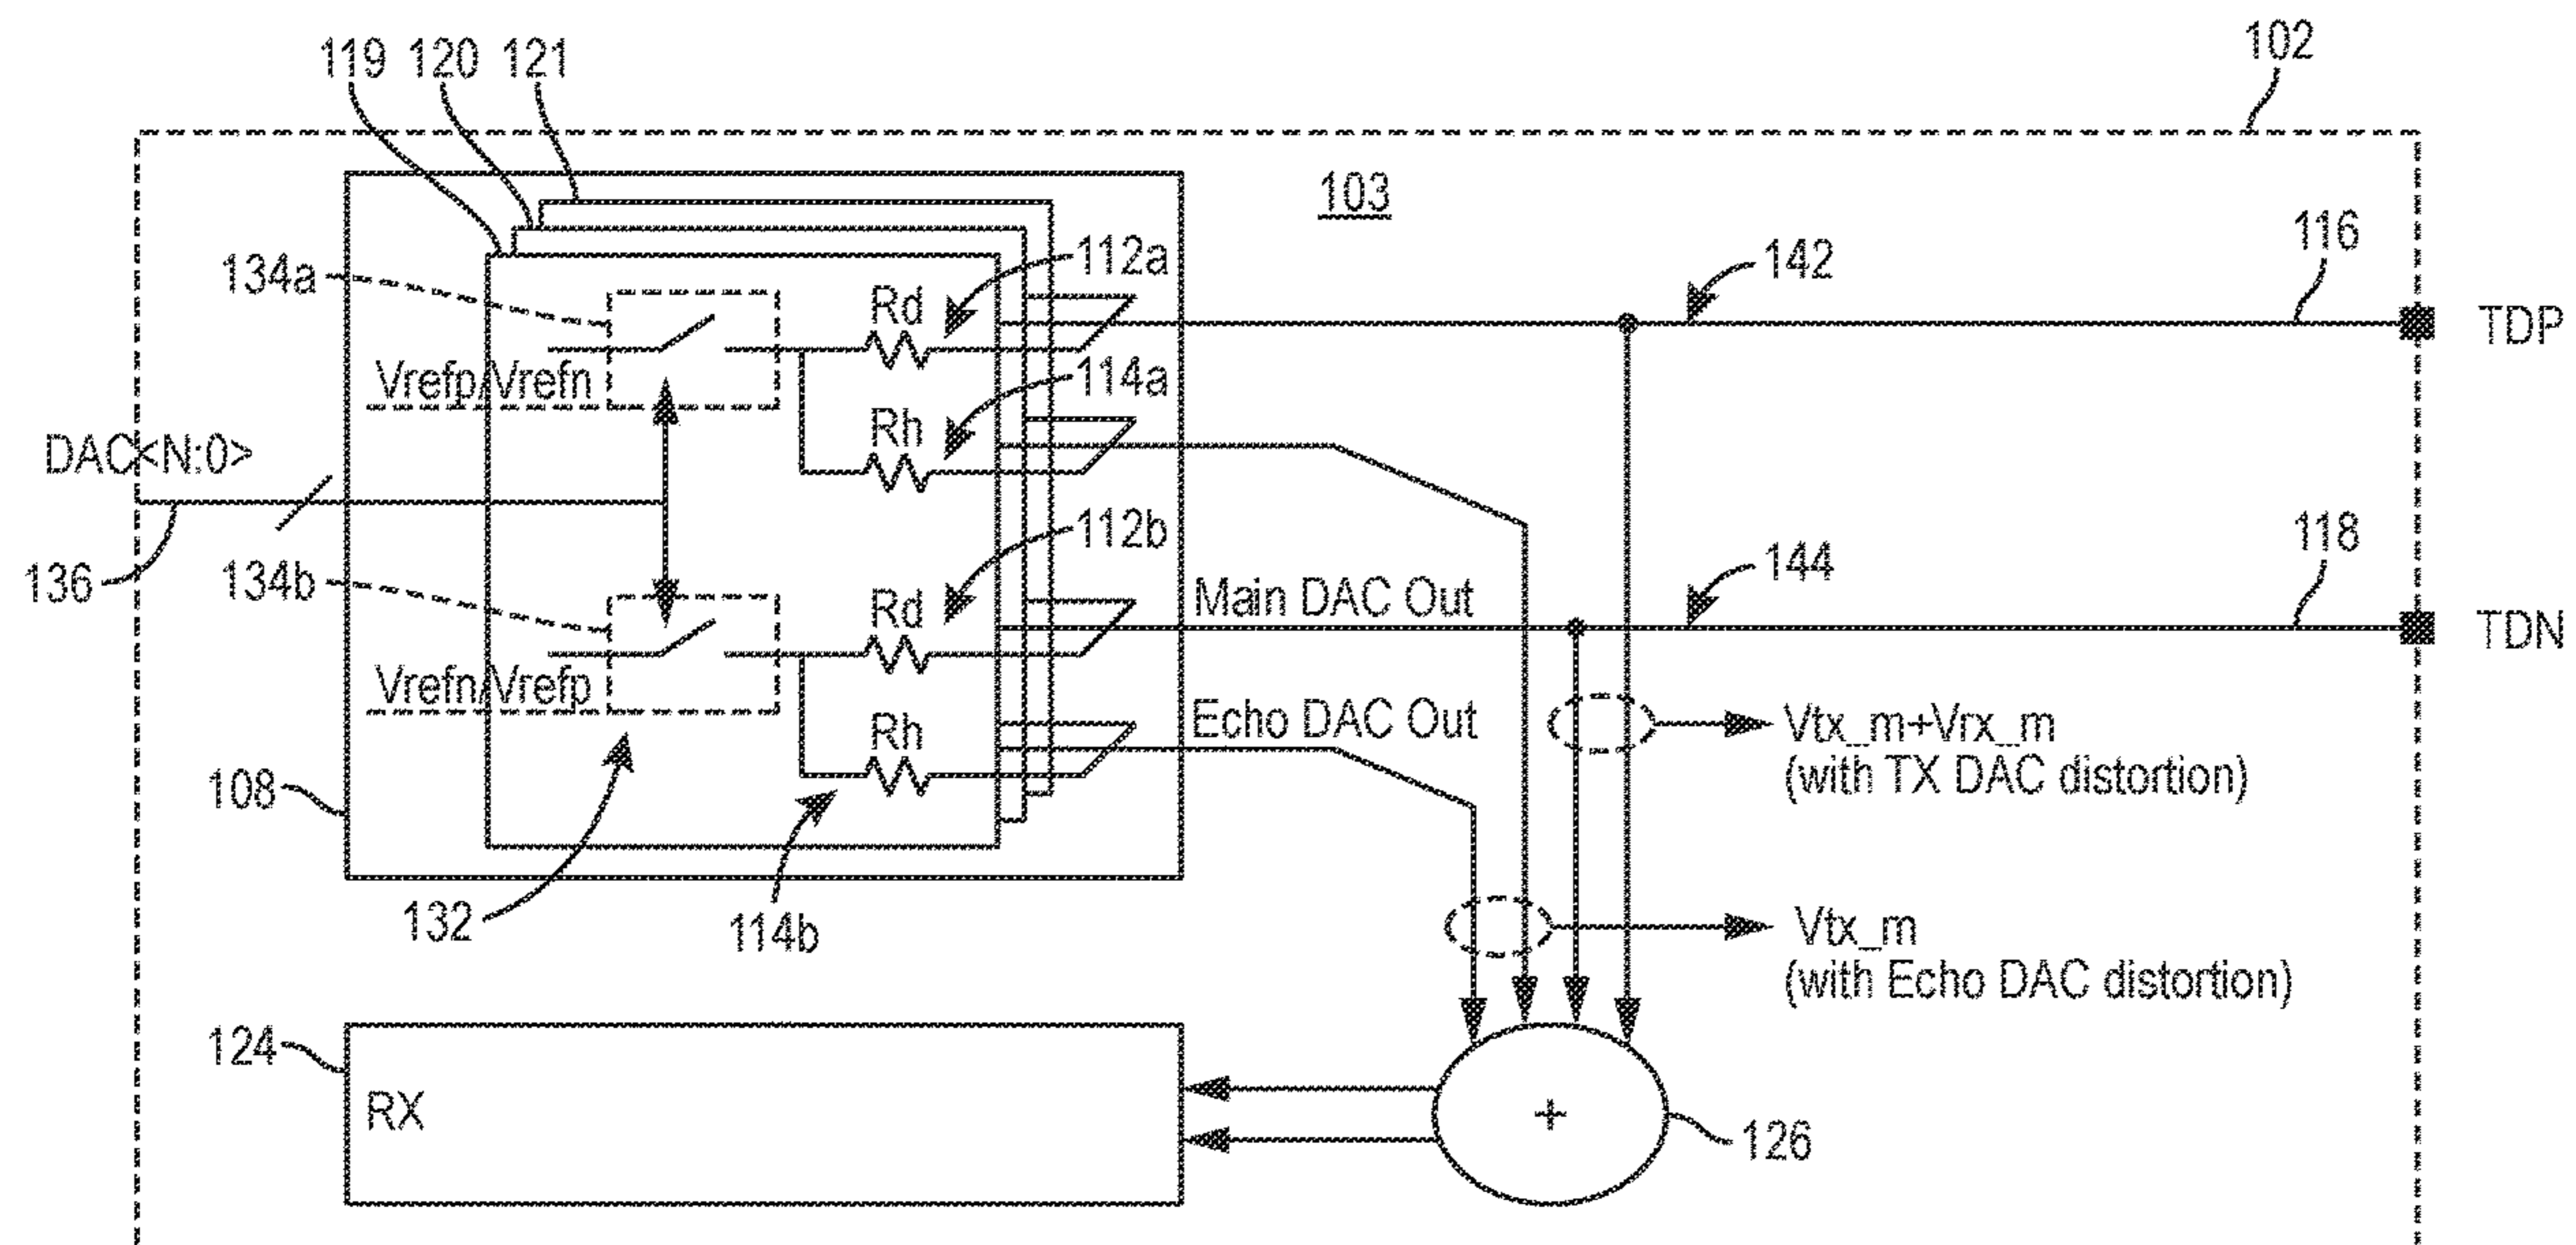 119 120 121
102
103
134a
112a
142
116
Rd
TDP
Vrefp/Vrefn
114a
Rh
DAC<N:0>
112b
118
136
134b
144
Rd
Main DAC Out
TDN
Vrefn/Vrefp
Echo DAC Out
Vtx_m+Vrx_m
(with TX DAC distortion)
Rh
108
132
114b
Vtx_m
(with Echo DAC distortion)
124
RX
+
126